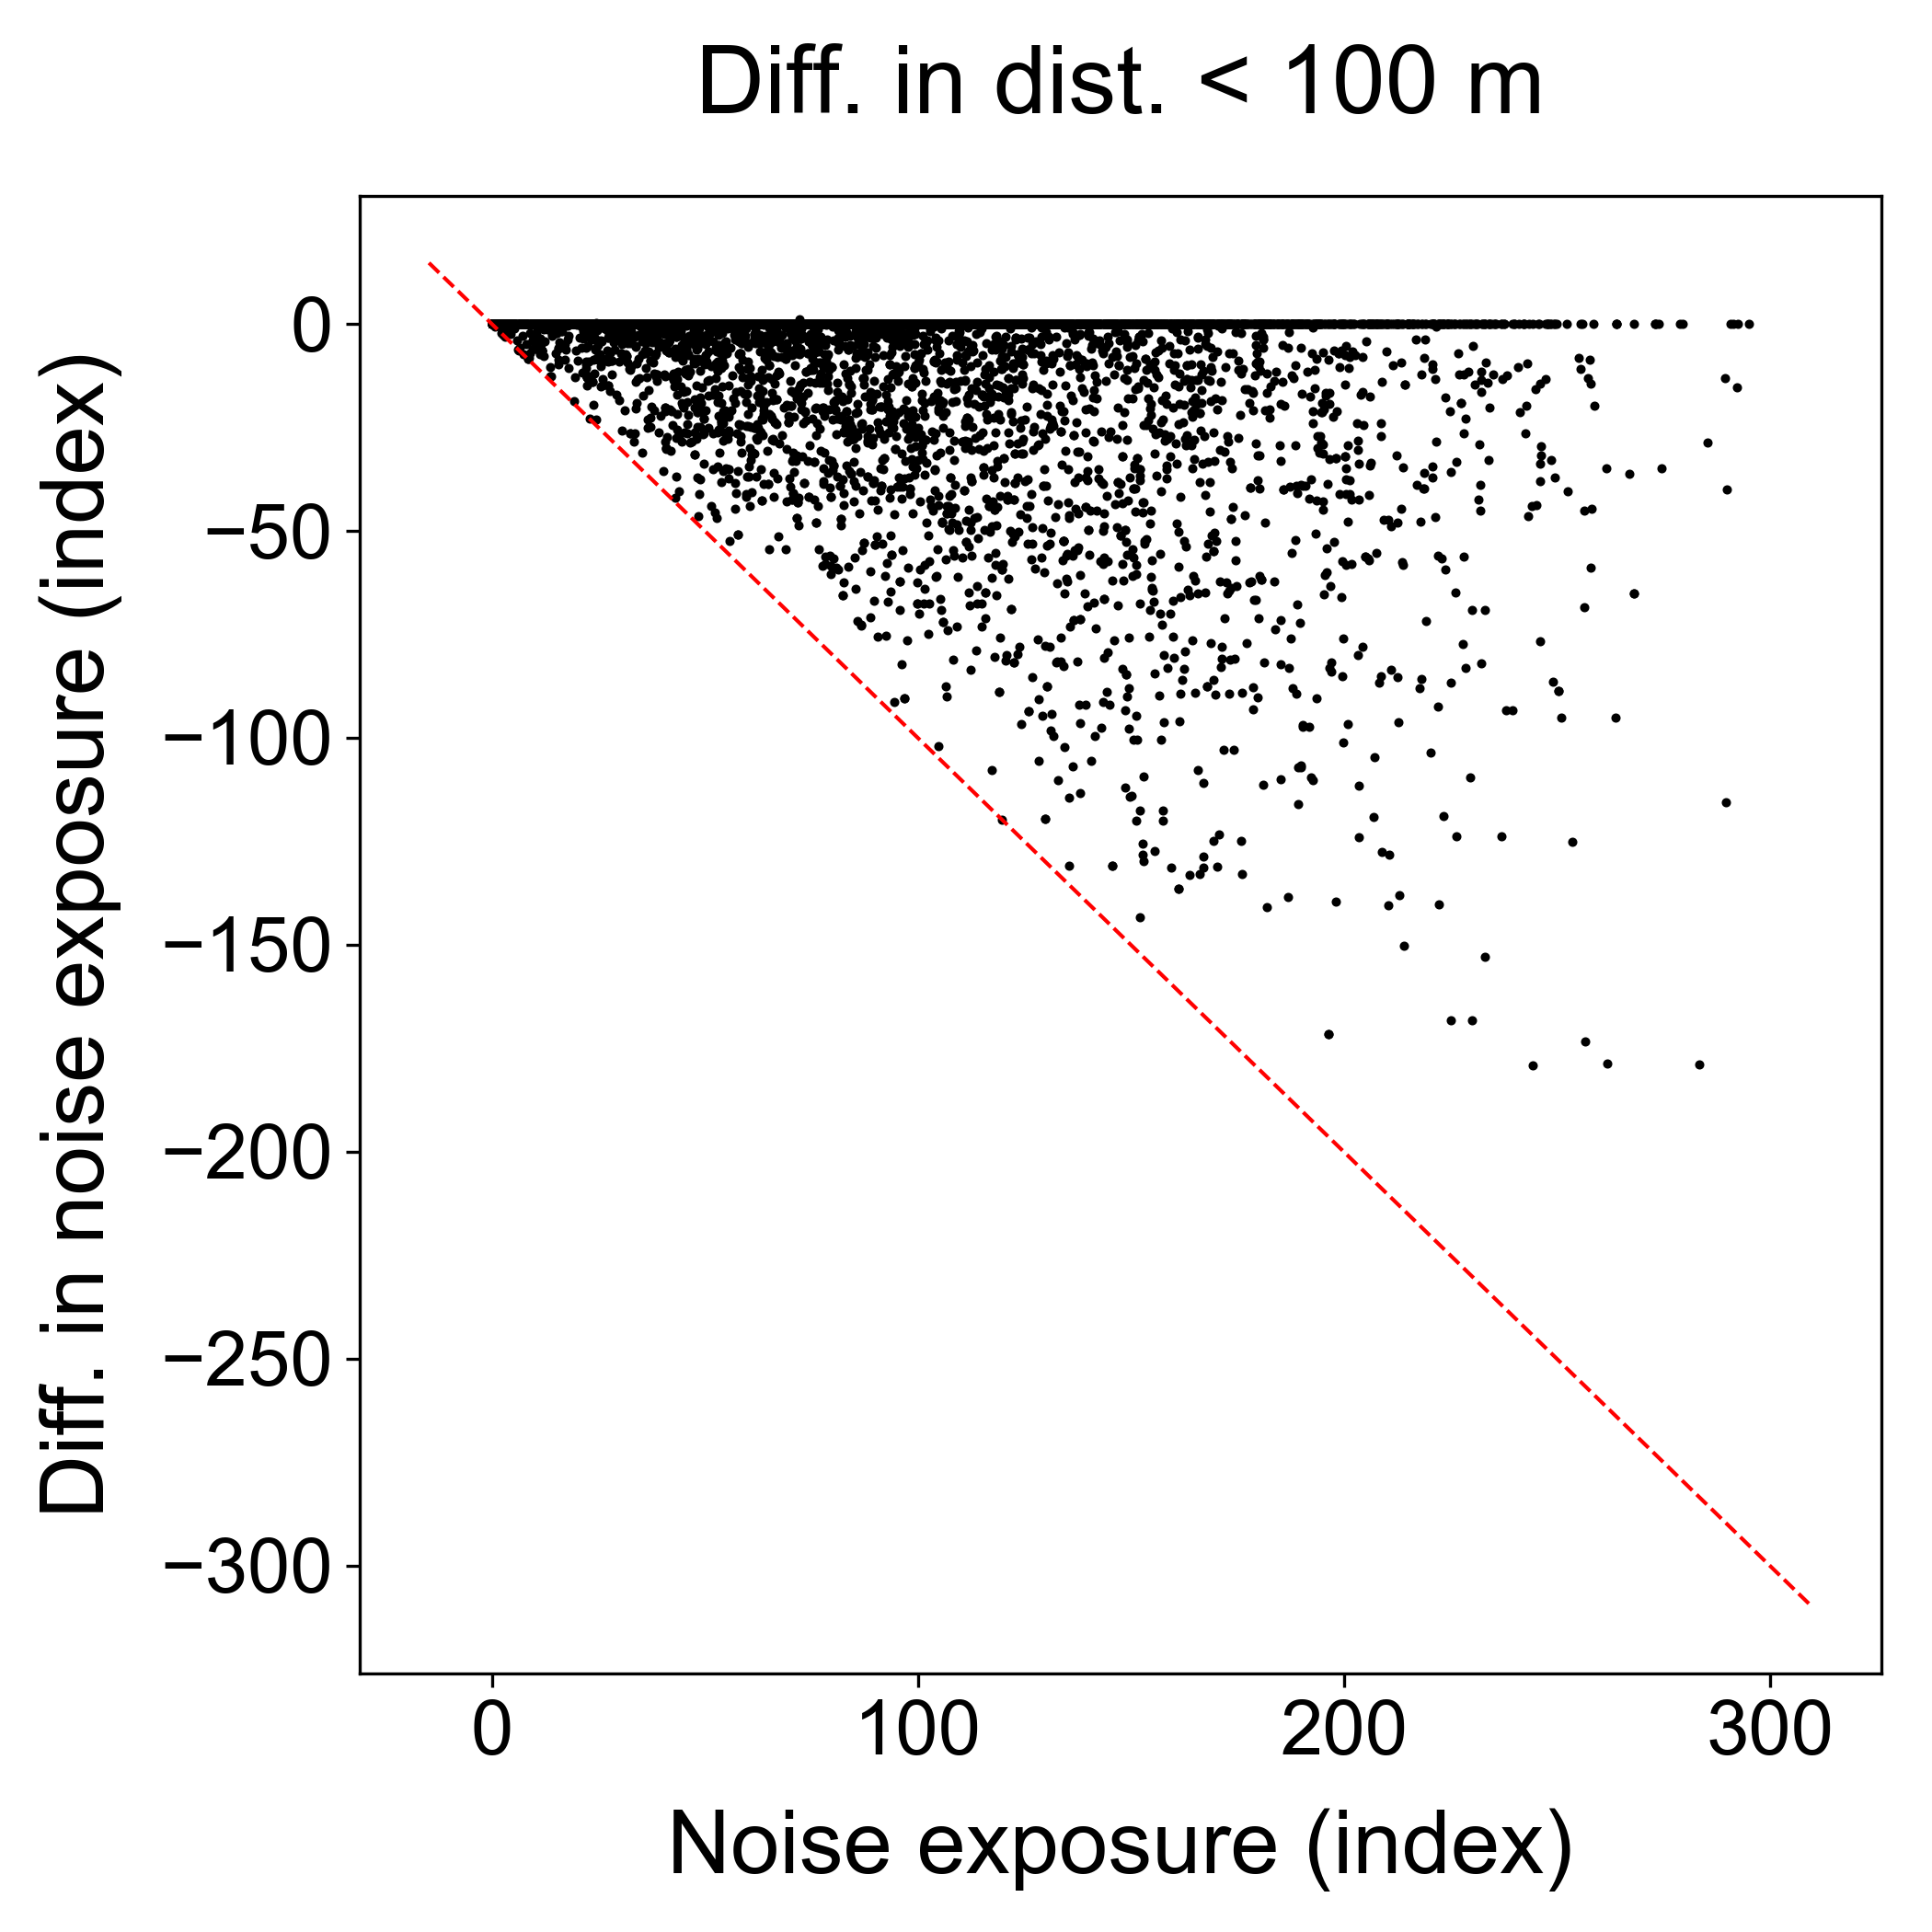 Diff. in dist. < 100 m
Diff. in noise exposure (index)
0
−50
−100
−150
−200
−250
−300
0 100 200 300
Noise exposure (index)